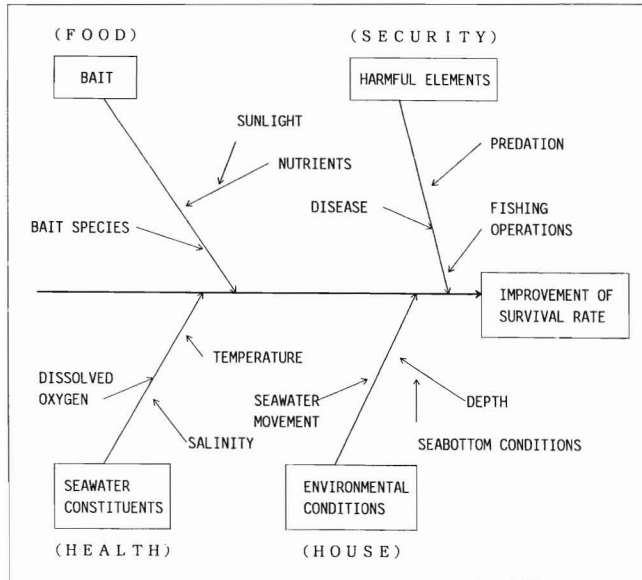 (FOOD)
(SECURITY)
BAIT
HARMFUL ELEMENTS
SUNLIGHT
PREDATION
NUTRIENTS
DISEASE
FISHING
OPERATIONS
BAIT SPECIES
IMPROVEMENT OF
SURVIVAL RATE
TEMPERATURE
DISSOLVED
OXYGEN
SEAWATER
MOVEMENT
DEPTH
SALINITY
SEABOTTOM CONDITIONS
SEAWATER
CONSTITUENTS
ENVIRONMENTAL
CONDITIONS
(HEALTH)
(HOUSE)